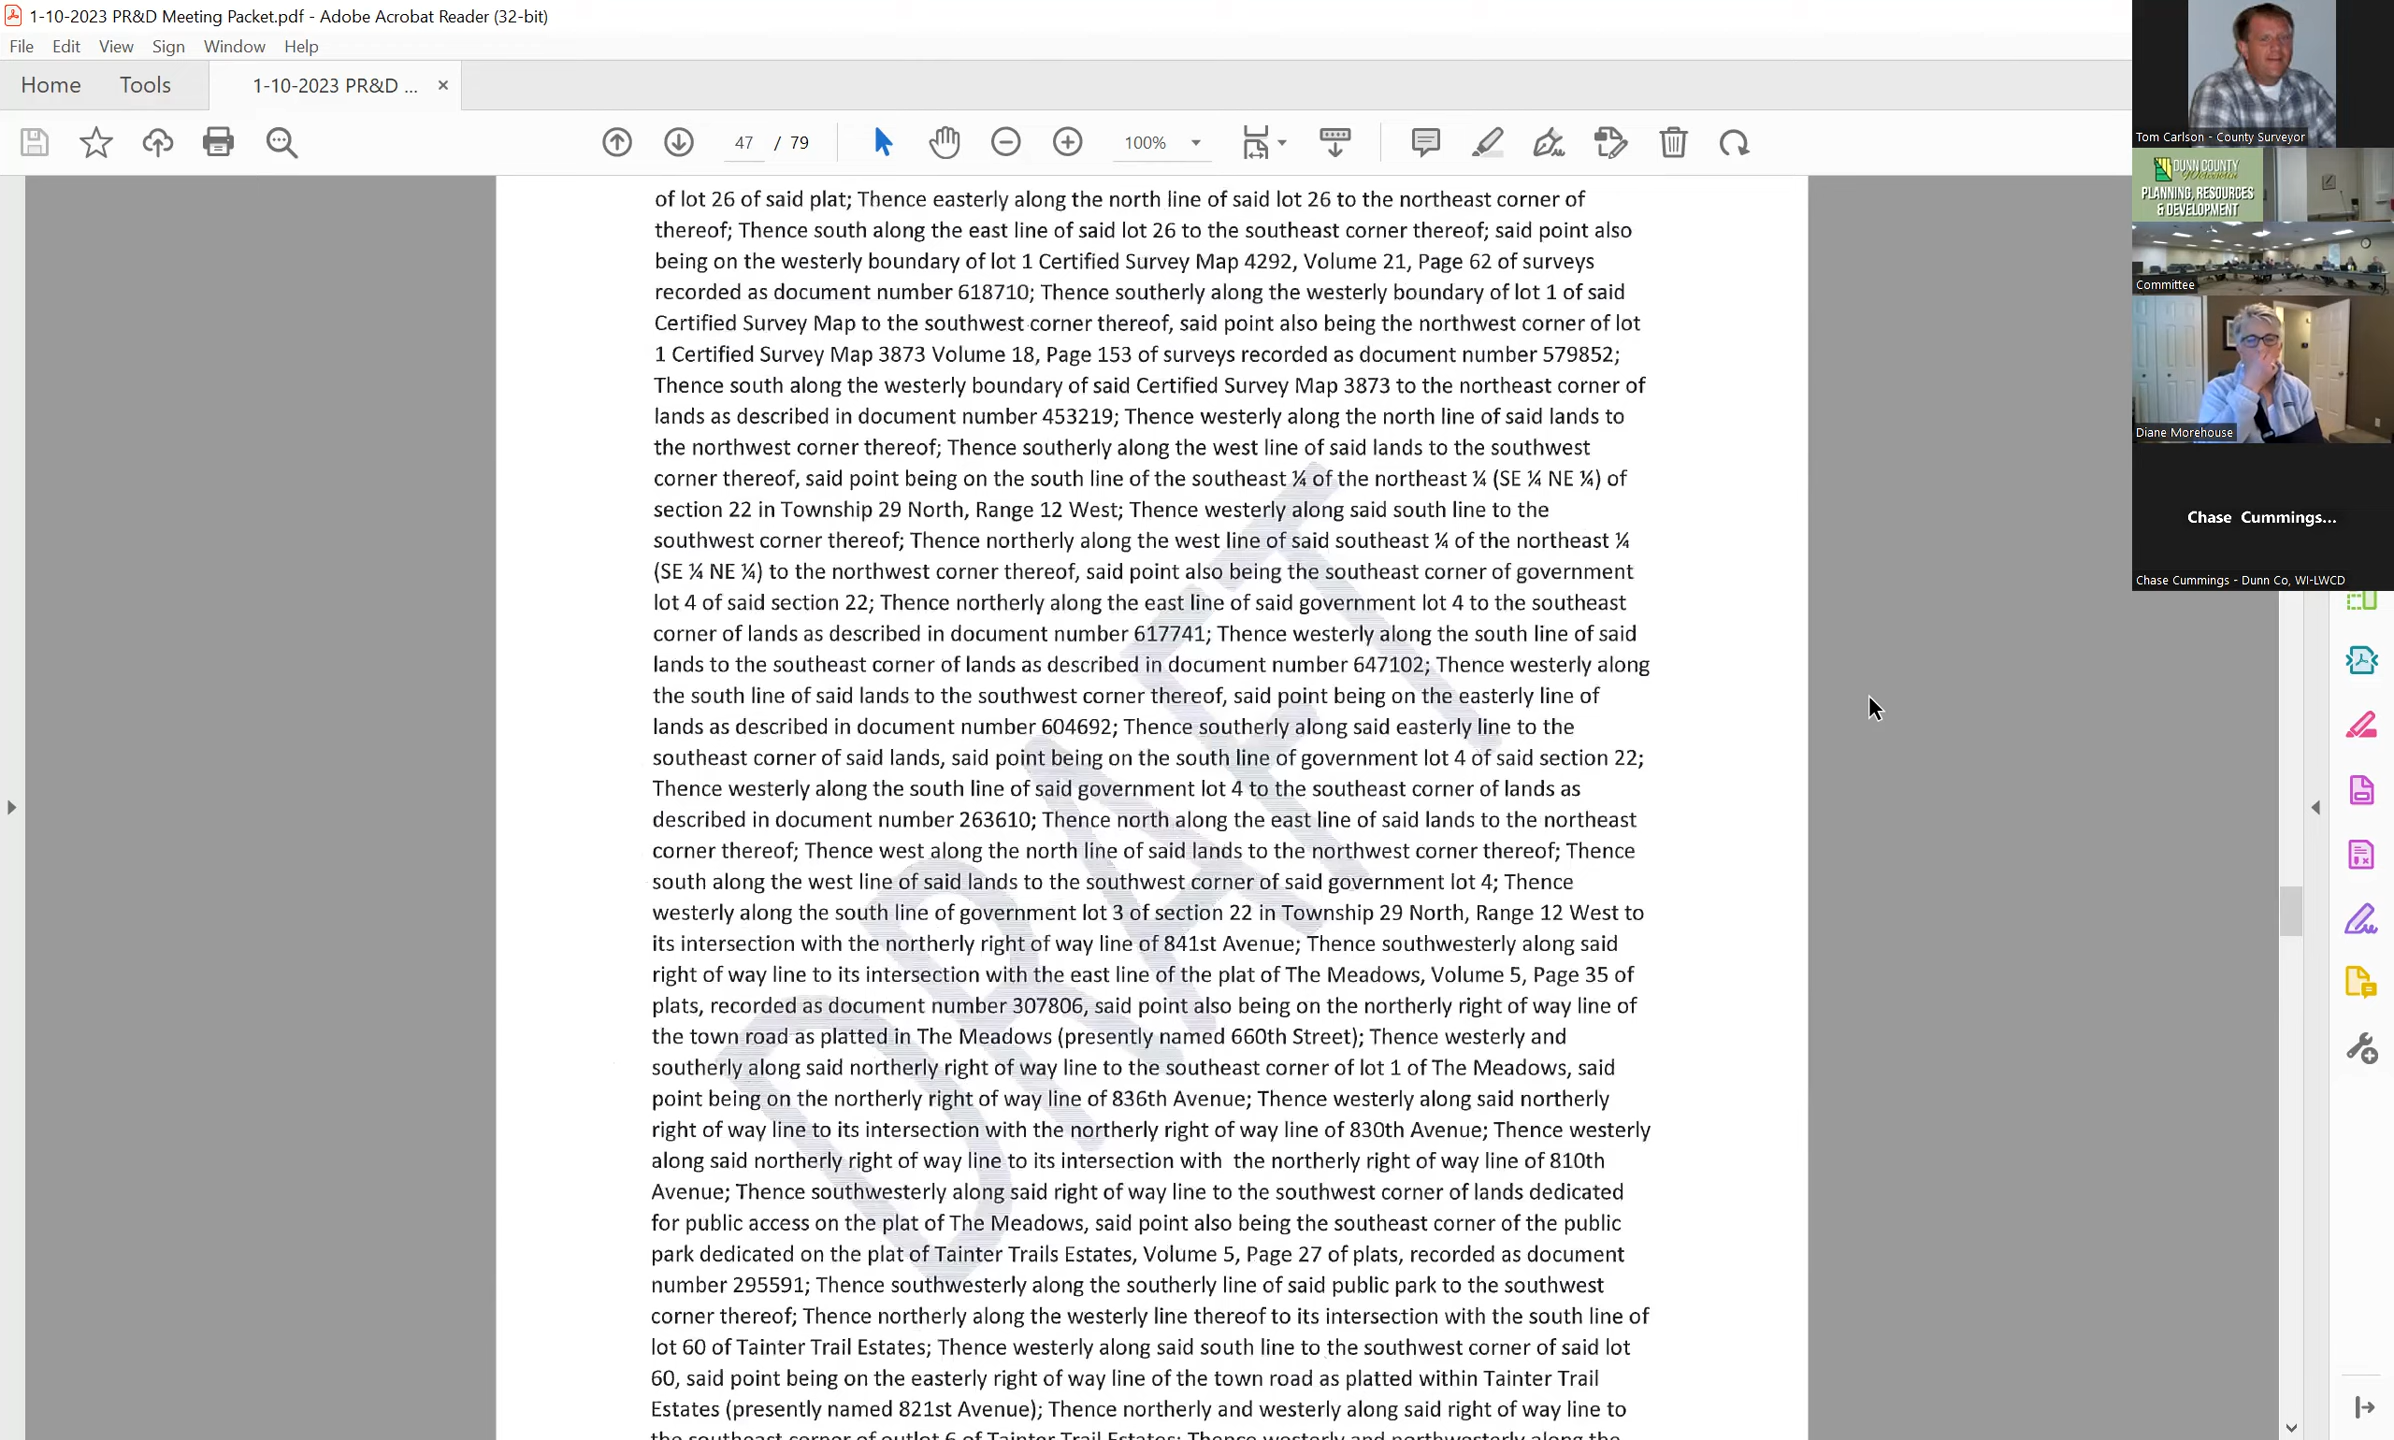 1-10-2023 PR&D Meeting Packet.pdf - Adobe Acrobat Reader (32-bit)
File Edit View Sign Window Help
Home Tools 1-10-2023 PR&D ... ×
47 / 79 100%
of lot 26 of said plat; Thence easterly along the north line of said lot 26 to the northeast corner of
thereof; Thence south along the east line of said lot 26 to the southeast corner thereof; said point also
being on the westerly boundary of lot 1 Certified Survey Map 4292, Volume 21, Page 62 of surveys
recorded as document number 618710; Thence southerly along the westerly boundary of lot 1 of said
Certified Survey Map to the southwest corner thereof, said point also being the northwest corner of lot
1 Certified Survey Map 3873 Volume 18, Page 153 of surveys recorded as document number 579852;
Thence south along the westerly boundary of said Certified Survey Map 3873 to the northeast corner of
lands as described in document number 453219; Thence westerly along the north line of said lands to
the northwest corner thereof; Thence southerly along the west line of said lands to the southwest
corner thereof, said point being on the south line of the southeast ¼ of the northeast ¼ (SE ¼ NE ¼) of
section 22 in Township 29 North, Range 12 West; Thence westerly along said south line to the
southwest corner thereof; Thence northerly along the west line of said southeast ¼ of the northeast ¼
(SE ¼ NE ¼) to the northwest corner thereof, said point also being the southeast corner of government
lot 4 of said section 22; Thence northerly along the east line of said government lot 4 to the southeast
corner of lands as described in document number 617741; Thence westerly along the south line of said
lands to the southeast corner of lands as described in document number 647102; Thence westerly along
the south line of said lands to the southwest corner thereof, said point being on the easterly line of
lands as described in document number 604692; Thence southerly along said easterly line to the
southeast corner of said lands, said point being on the south line of government lot 4 of said section 22;
Thence westerly along the south line of said government lot 4 to the southeast corner of lands as
described in document number 263610; Thence north along the east line of said lands to the northeast
corner thereof; Thence west along the north line of said lands to the northwest corner thereof; Thence
south along the west line of said lands to the southwest corner of said government lot 4; Thence
westerly along the south line of government lot 3 of section 22 in Township 29 North, Range 12 West to
its intersection with the northerly right of way line of 841st Avenue; Thence southwesterly along said
right of way line to its intersection with the east line of the plat of The Meadows, Volume 5, Page 35 of
plats, recorded as document number 307806, said point also being on the northerly right of way line of
the town road as platted in The Meadows (presently named 660th Street); Thence westerly and
southerly along said northerly right of way line to the southeast corner of lot 1 of The Meadows, said
point being on the northerly right of way line of 836th Avenue; Thence westerly along said northerly
right of way line to its intersection with the northerly right of way line of 830th Avenue; Thence westerly
along said northerly right of way line to its intersection with the northerly right of way line of 810th
Avenue; Thence southwesterly along said right of way line to the southwest corner of lands dedicated
for public access on the plat of The Meadows, said point also being the southeast corner of the public
park dedicated on the plat of Tainter Trails Estates, Volume 5, Page 27 of plats, recorded as document
number 295591; Thence southwesterly along the southerly line of said public park to the southwest
corner thereof; Thence northerly along the westerly line thereof to its intersection with the south line of
lot 60 of Tainter Trail Estates; Thence westerly along said south line to the southwest corner of said lot
60, said point being on the easterly right of way line of the town road as platted within Tainter Trail
Estates (presently named 821st Avenue); Thence northerly and westerly along said right of way line to
the southeast corner of outlot 6 of Tainter Trail Estates; Thence westerly and northwesterly along the
DRAFT
Tom Carlson - County Surveyor
DUNN COUNTY
Wisconsin
PLANNING, RESOURCES
& DEVELOPMENT
Committee
Diane Morehouse
Chase Cummings...
Chase Cummings - Dunn Co, WI-LWCD